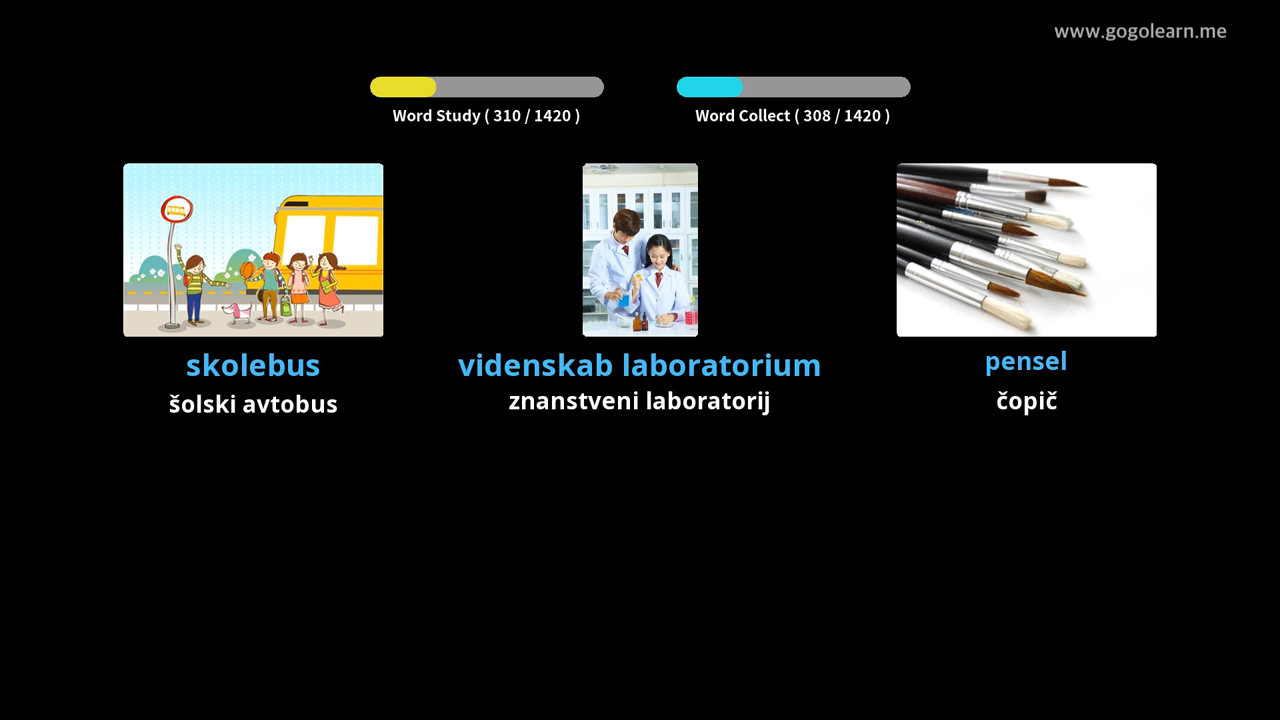 www.gogolearn.me
Word Study ( 310 / 1420 )
Word Collect ( 308 / 1420 )
skolebus
šolski avtobus
videnskab laboratorium
znanstveni laboratorij
pensel
čopič